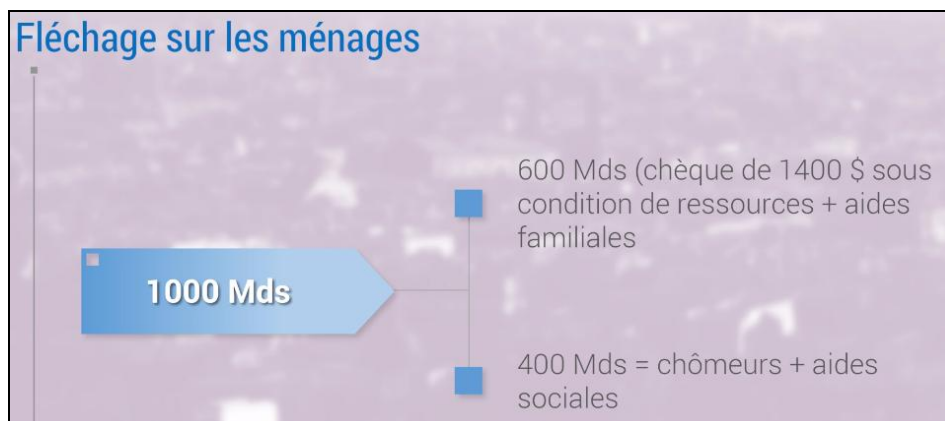 Fléchage sur les ménages
600 Mds (chèque de 1400 $ sous
condition de ressources + aides
familiales
1000 Mds
400 Mds = chômeurs + aides
sociales